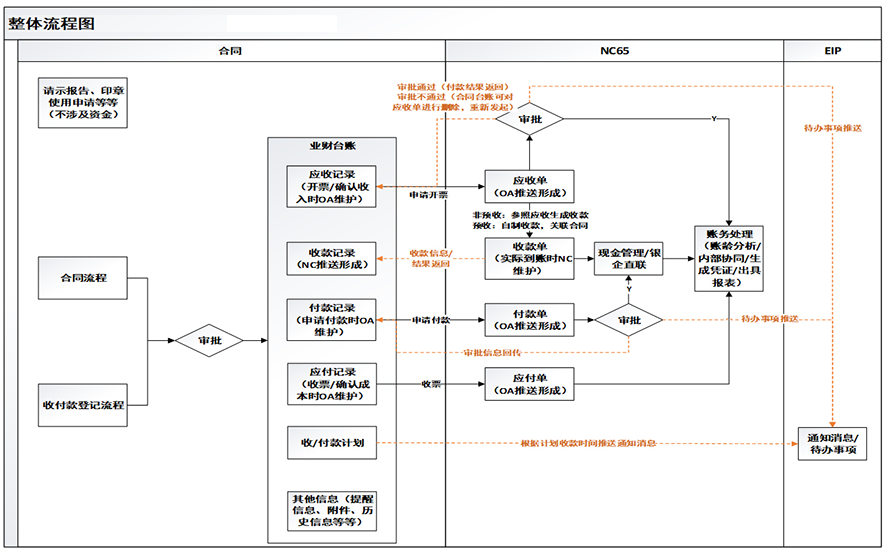 整体流程图
合同
NC65
EIP
请示报告、印章
使用申请等等
（不涉及资金）
合同流程
收付款登记流程
审批
业财台账
应收记录
（开票/确认收
入时OA维护）
收款记录
（NC推送形成）
付款记录
（申请付款时OA
维护）
应付记录
（收票/确认成
本时OA维护）
收/付款计划
其他信息（提醒
信息、附件、历
史信息等等）
审批通过（付款结果返回）
审批不通过（合同台账可对
应收单进行删除，重新发起）
申请开票
收款信息/
结果返回
申请付款
审批信息回传
收票
根据计划收款时间推送通知消息
审批
Y
应收单
（OA推送形成）
非预收：参照应收生成收款
预收：自制收款，关联合同
收款单
（实际到账时NC
维护）
现金管理/银
企直联
Y
付款单
（OA推送形成）
审批
应付单
（OA推送形成）
账务处理
（账龄分析/
内部协同/生
成凭证/出具
报表）
待办事项推送
待办事项推送
通知消息/
待办事项